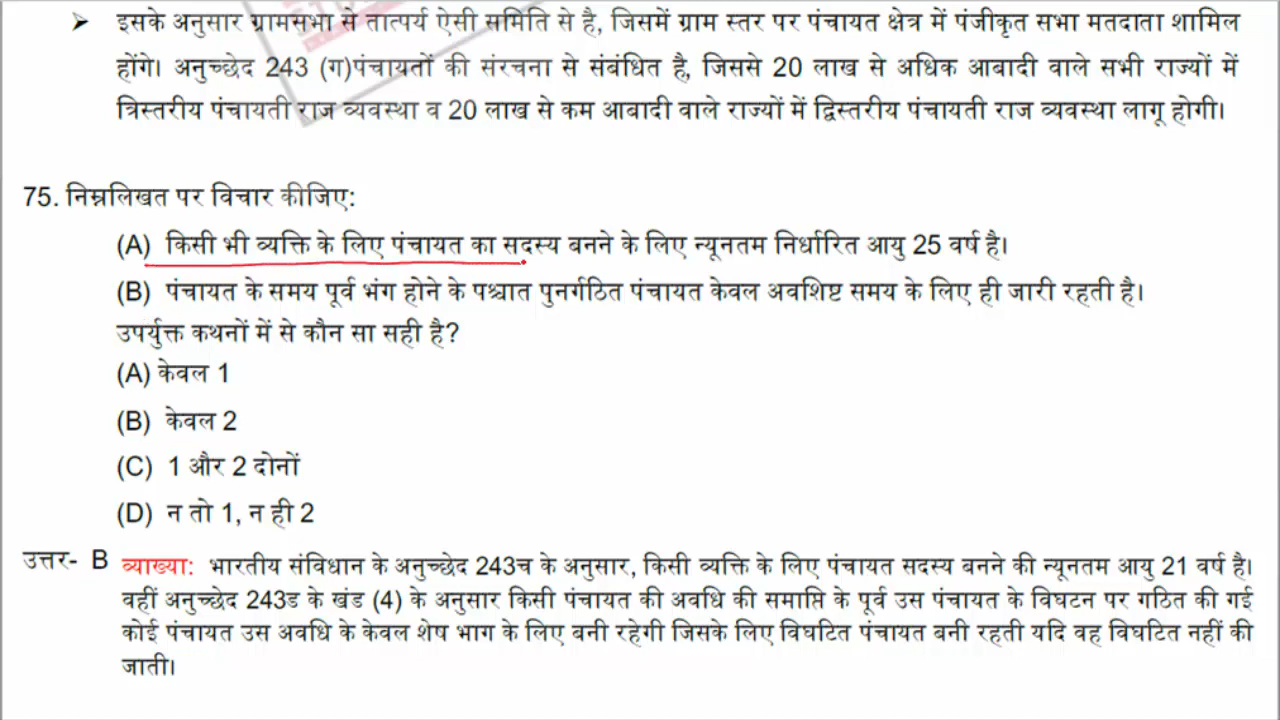 ➤ इसके अनुसार ग्रामसभा से तात्पर्य ऐसी समिति से है, जिसमें ग्राम स्तर पर पंचायत क्षेत्र में पंजीकृत सभा मतदाता शामिल
होंगे। अनुच्छेद 243 (ग)पंचायतों की संरचना से संबंधित है, जिससे 20 लाख से अधिक आबादी वाले सभी राज्यों में
त्रिस्तरीय पंचायती राज व्यवस्था व 20 लाख से कम आबादी वाले राज्यों में द्विस्तरीय पंचायती राज व्यवस्था लागू होगी।
75. निम्नलिखत पर विचार कीजिए:
(A) किसी भी व्यक्ति के लिए पंचायत का सदस्य बनने के लिए न्यूनतम निर्धारित आयु 25 वर्ष है।
(B) पंचायत के समय पूर्व भंग होने के पश्चात पुनर्गठित पंचायत केवल अवशिष्ट समय के लिए ही जारी रहती है।
उपर्युक्त कथनों में से कौन सा सही है?
(A) केवल 1
(B) केवल 2
(C) 1 और 2 दोनों
(D) न तो 1, न ही 2
उत्तर- B व्याख्या: भारतीय संविधान के अनुच्छेद 243च के अनुसार, किसी व्यक्ति के लिए पंचायत सदस्य बनने की न्यूनतम आयु 21 वर्ष है।
वहीं अनुच्छेद 243ड के खंड (4) के अनुसार किसी पंचायत की अवधि की समाप्ति के पूर्व उस पंचायत के विघटन पर गठित की गई
कोई पंचायत उस अवधि के केवल शेष भाग के लिए बनी रहेगी जिसके लिए विघटित पंचायत बनी रहती यदि वह विघटित नहीं की
जाती।